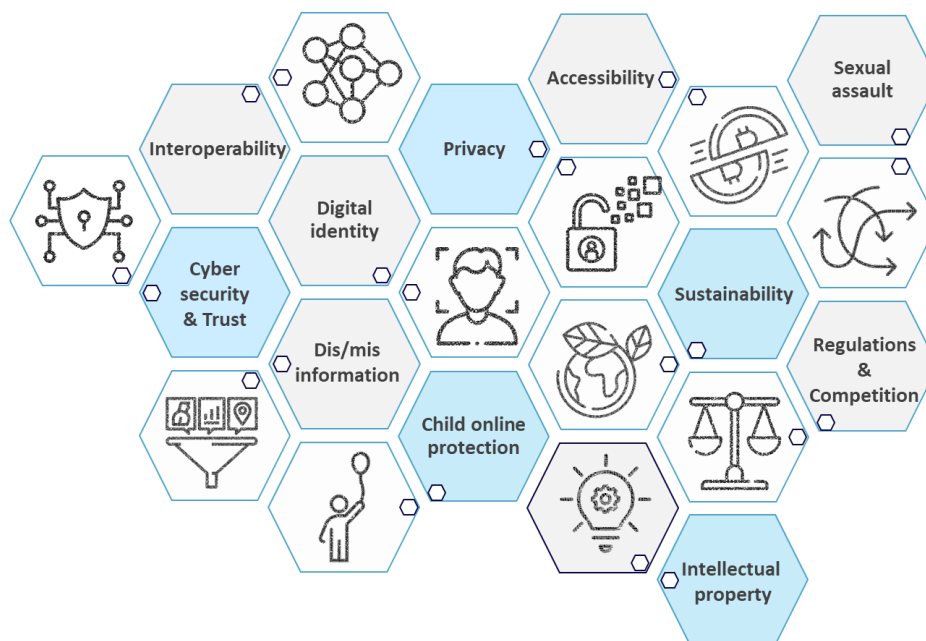 Accessibility
Sexual
assault
Interoperability
Privacy
Digital
identity
Cyber
security
& Trust
Sustainability
Dis/mis
information
Regulations
&
Competition
Child online
protection
Intellectual
property